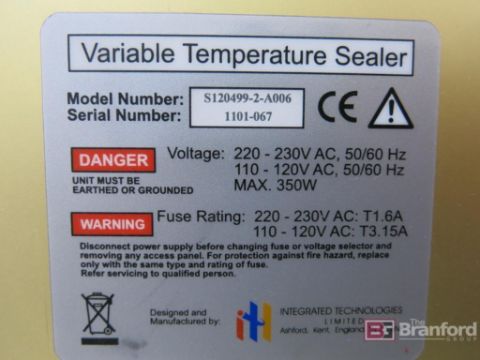 Variable Temperature Sealer
Model Number: S120499-2-A006
Serial Number: 1101-067
CE
DANGER
UNIT MUST BE
EARTHED OR GROUNDED
Voltage: 220 - 230V AC, 50/60 Hz
110 - 120V AC, 50/60 Hz
MAX. 350W
WARNING
Fuse Rating: 220 - 230V AC: T1.6A
110 - 120V AC: T3.15A
Disconnect power supply before changing fuse or voltage selector and
removing any access panel. For protection against fire hazard, replace
only with same type and rating of fuse.
Refer servicing to qualified person.
Designed and
Manufactured by:
itl
INTEGRATED TECHNOLOGIES
LIMITED
Ashford, Kent, England
BG The Branford
GROUP